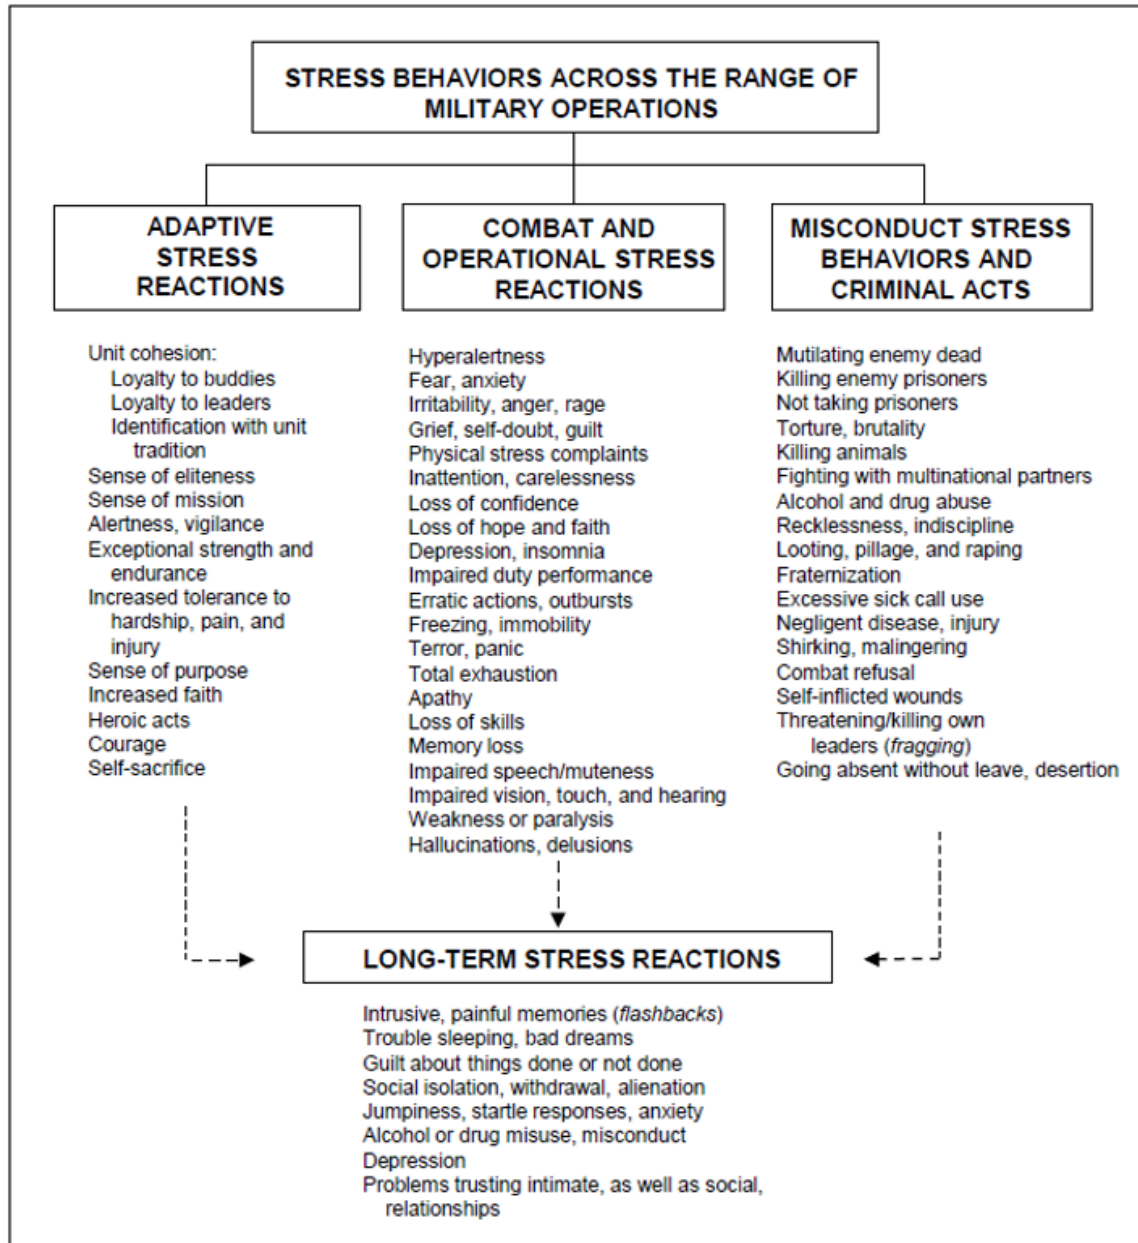 STRESS BEHAVIORS ACROSS THE RANGE OF
MILITARY OPERATIONS
ADAPTIVE
STRESS
REACTIONS
Unit cohesion:
Loyalty to buddies
Loyalty to leaders
Identification with unit
tradition
Sense of eliteness
Sense of mission
Alertness, vigilance
Exceptional strength and
endurance
Increased tolerance to
hardship, pain, and
injury
Sense of purpose
Increased faith
Heroic acts
Courage
Self-sacrifice
COMBAT AND
OPERATIONAL STRESS
REACTIONS
Hyperalertness
Fear, anxiety
Irritability, anger, rage
Grief, self-doubt, guilt
Physical stress complaints
Inattention, carelessness
Loss of confidence
Loss of hope and faith
Depression, insomnia
Impaired duty performance
Erratic actions, outbursts
Freezing, immobility
Terror, panic
Total exhaustion
Apathy
Loss of skills
Memory loss
Impaired speech/muteness
Impaired vision, touch, and hearing
Weakness or paralysis
Hallucinations, delusions
MISCONDUCT STRESS
BEHAVIORS AND
CRIMINAL ACTS
Mutilating enemy dead
Killing enemy prisoners
Not taking prisoners
Torture, brutality
Killing animals
Fighting with multinational partners
Alcohol and drug abuse
Recklessness, indiscipline
Looting, pillage, and raping
Fraternization
Excessive sick call use
Negligent disease, injury
Shirking, malingering
Combat refusal
Self-inflicted wounds
Threatening/killing own
leaders (fragging)
Going absent without leave, desertion
LONG-TERM STRESS REACTIONS
Intrusive, painful memories (flashbacks)
Trouble sleeping, bad dreams
Guilt about things done or not done
Social isolation, withdrawal, alienation
Jumpiness, startle responses, anxiety
Alcohol or drug misuse, misconduct
Depression
Problems trusting intimate, as well as social,
relationships